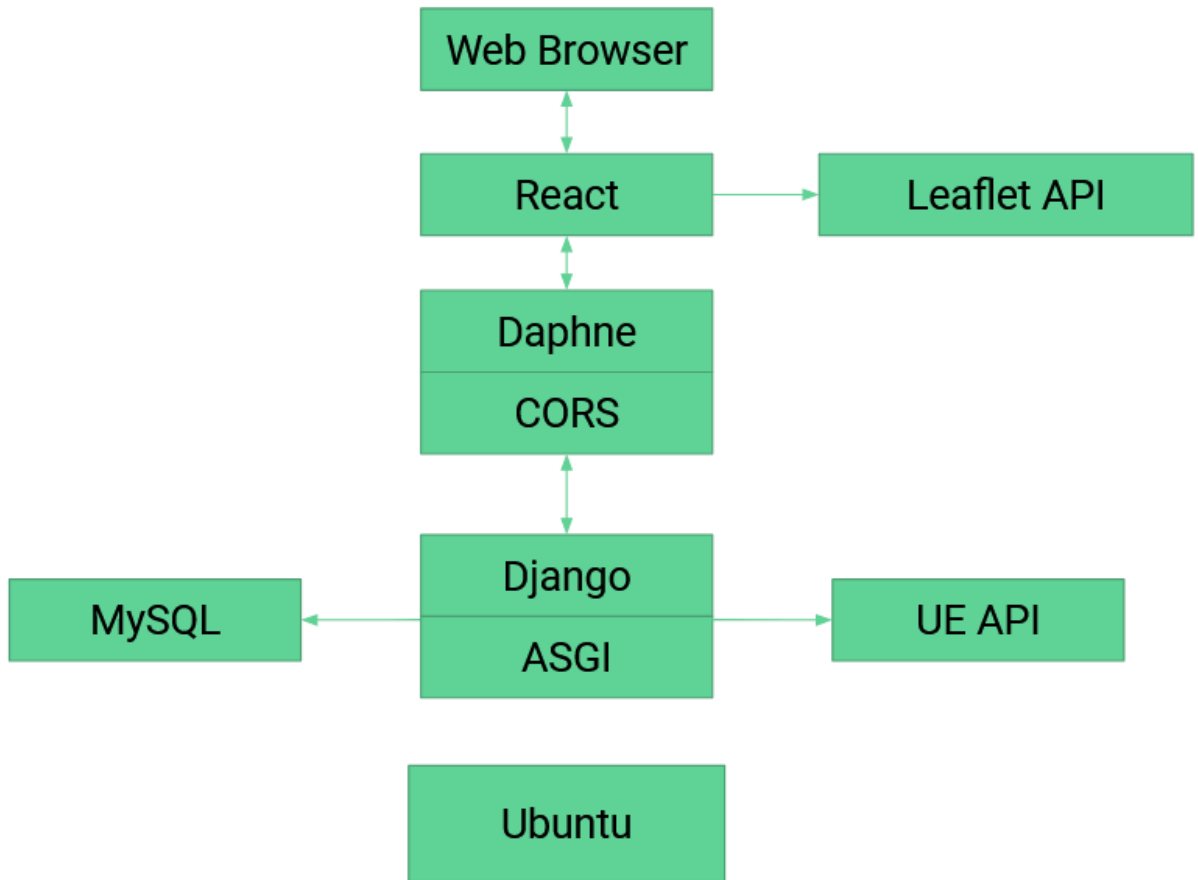 Web Browser
React
Leaflet API
Daphne
CORS
Django
MySQL
UE API
ASGI
Ubuntu